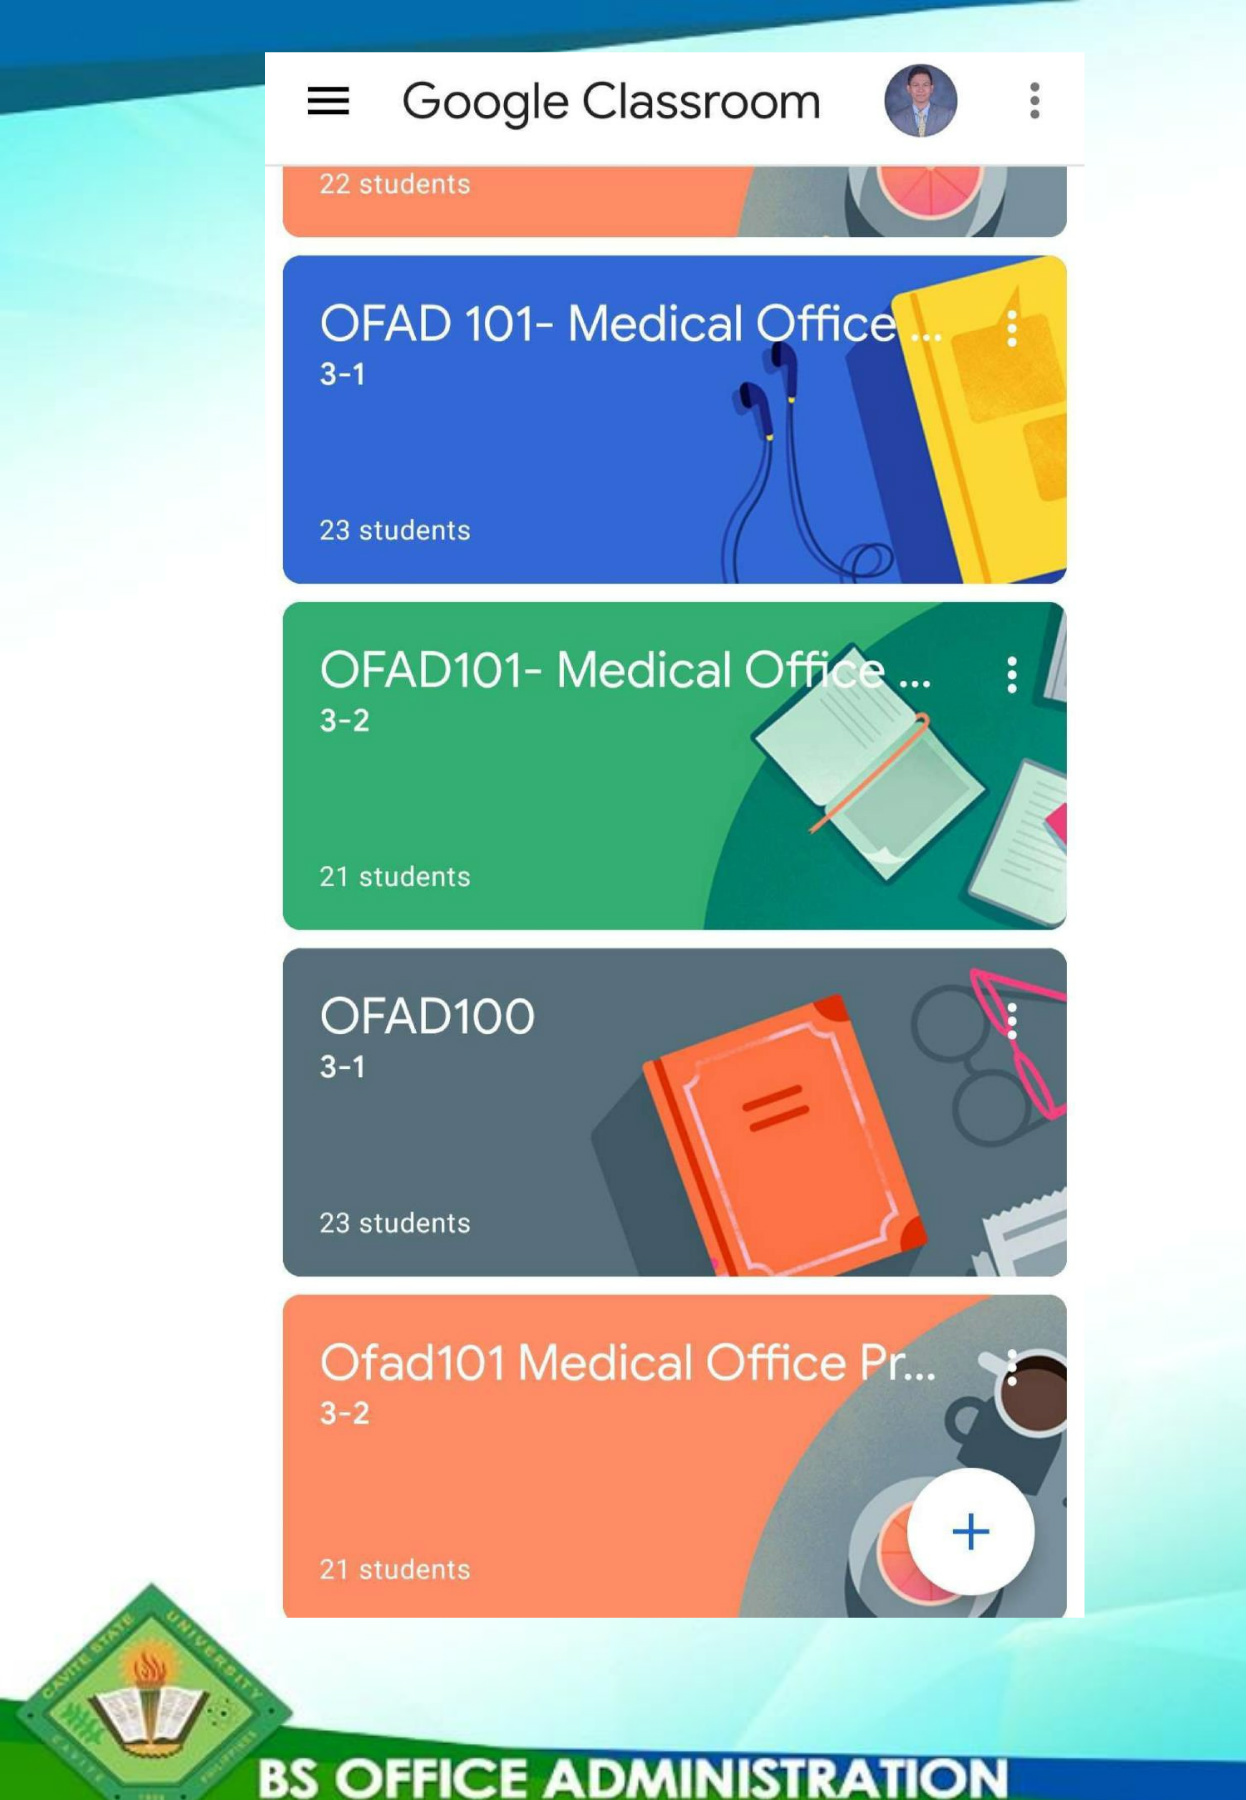 Google Classroom
22 students
OFAD 101- Medical Office ...
3-1
23 students
OFAD101- Medical Office ...
3-2
21 students
OFAD100
3-1
23 students
Ofad101 Medical Office Pr...
3-2
21 students
CAVITE STATE UNIVERSITY
CAVITE
PHILIPPINES
BS OFFICE ADMINISTRATION